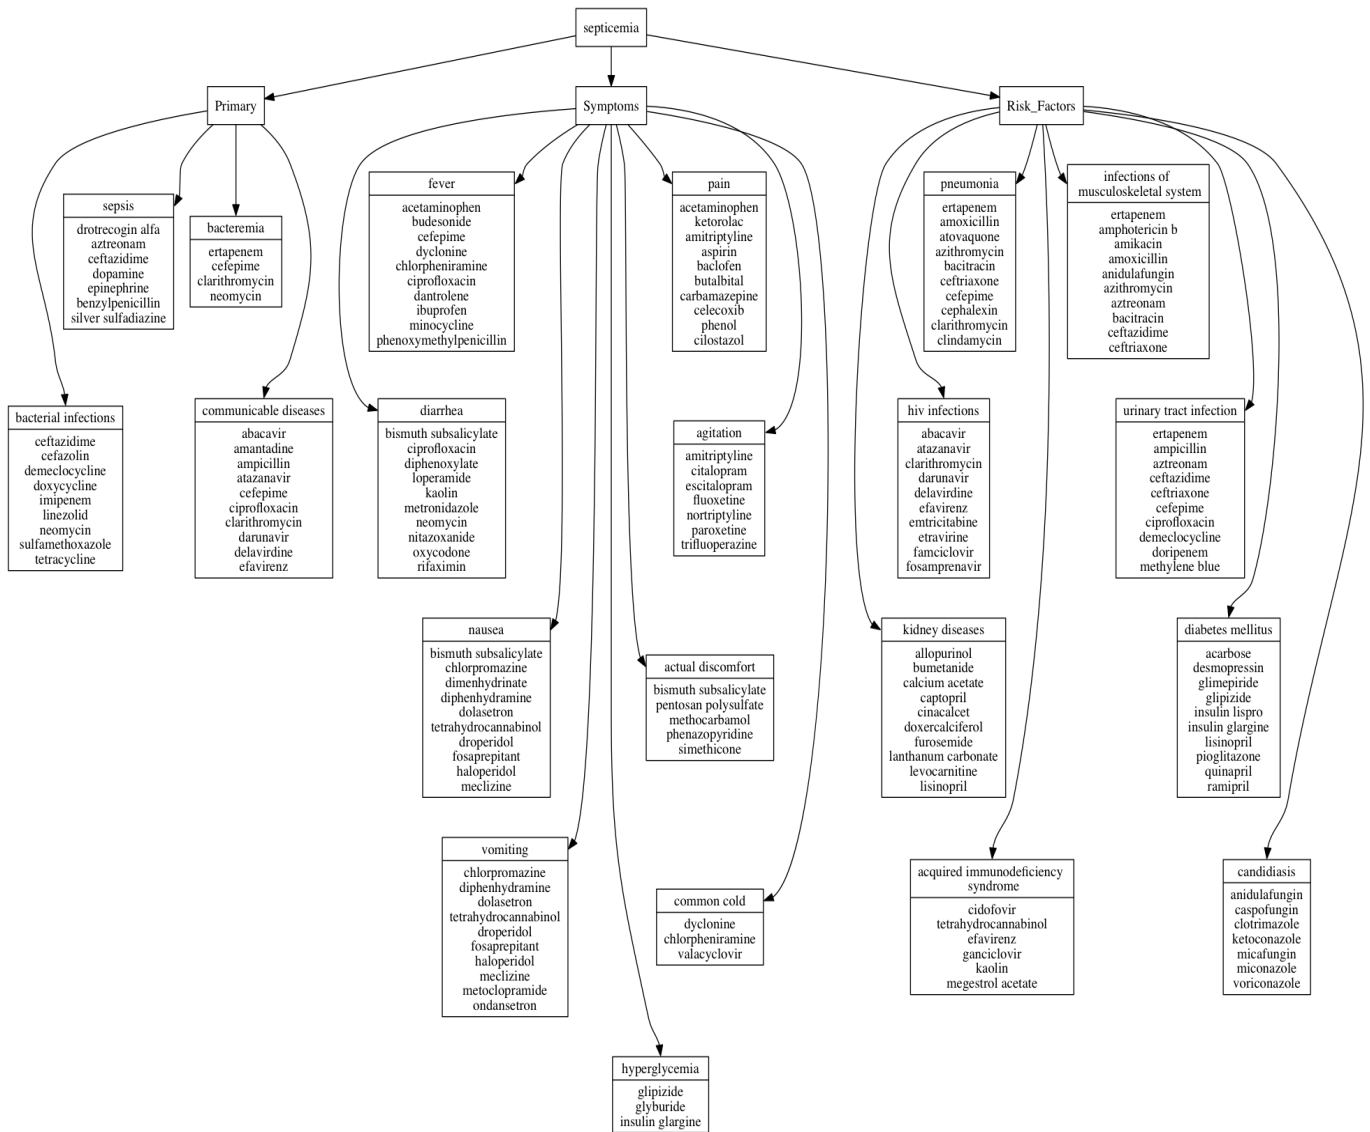 septicemia
Primary
Symptoms
Risk_Factors
sepsis
drotrecogin alfa
aztreonam
ceftazidime
dopamine
epinephrine
benzylpenicillin
silver sulfadiazine
bacteremia
ertapenem
cefepime
clarithromycin
neomycin
fever
acetaminophen
budesonide
cefepime
dyclonine
chlorpheniramine
ciprofloxacin
dantrolene
ibuprofen
minocycline
phenoxymethylpenicillin
pain
acetaminophen
ketorolac
amitriptyline
aspirin
baclofen
butalbital
carbamazepine
celecoxib
phenol
cilostazol
pneumonia
ertapenem
amoxicillin
atovaquone
azithromycin
bacitracin
ceftriaxone
cefepime
cephalexin
clarithromycin
clindamycin
infections of
musculoskeletal system
ertapenem
amphotericin b
amikacin
amoxicillin
anidulafungin
azithromycin
aztreonam
bacitracin
ceftazidime
ceftriaxone
bacterial infections
ceftazidime
cefazolin
demeclocycline
doxycycline
imipenem
linezolid
neomycin
sulfamethoxazole
tetracycline
communicable diseases
abacavir
amantadine
ampicillin
atazanavir
cefepime
ciprofloxacin
clarithromycin
darunavir
delavirdine
efavirenz
diarrhea
bismuth subsalicylate
ciprofloxacin
diphenoxylate
loperamide
kaolin
metronidazole
neomycin
nitazoxanide
oxycodone
rifaximin
agitation
amitriptyline
citalopram
escitalopram
fluoxetine
nortriptyline
paroxetine
trifluoperazine
hiv infections
abacavir
atazanavir
clarithromycin
darunavir
delavirdine
efavirenz
emtricitabine
etravirine
famciclovir
fosamprenavir
urinary tract infection
ertapenem
ampicillin
aztreonam
ceftazidime
ceftriaxone
cefepime
ciprofloxacin
demeclocycline
doripenem
methylene blue
nausea
bismuth subsalicylate
chlorpromazine
dimenhydrinate
diphenhydramine
dolasetron
tetrahydrocannabinol
droperidol
fosaprepitant
haloperidol
meclizine
actual discomfort
bismuth subsalicylate
pentosan polysulfate
methocarbamol
phenazopyridine
simethicone
kidney diseases
allopurinol
bumetanide
calcium acetate
captopril
cinacalcet
doxercalciferol
furosemide
lanthanum carbonate
levocarnitine
lisinopril
diabetes mellitus
acarbose
desmopressin
glimepiride
glipizide
insulin lispro
insulin glargine
lisinopril
pioglitazone
quinapril
ramipril
vomiting
chlorpromazine
diphenhydramine
dolasetron
tetrahydrocannabinol
droperidol
fosaprepitant
haloperidol
meclizine
metoclopramide
ondansetron
common cold
dyclonine
chlorpheniramine
valacyclovir
acquired immunodeficiency
syndrome
cidofovir
tetrahydrocannabinol
efavirenz
ganciclovir
kaolin
megestrol acetate
candidiasis
anidulafungin
caspofungin
clotrimazole
ketoconazole
micafungin
miconazole
voriconazole
hyperglycemia
glipizide
glyburide
insulin glargine